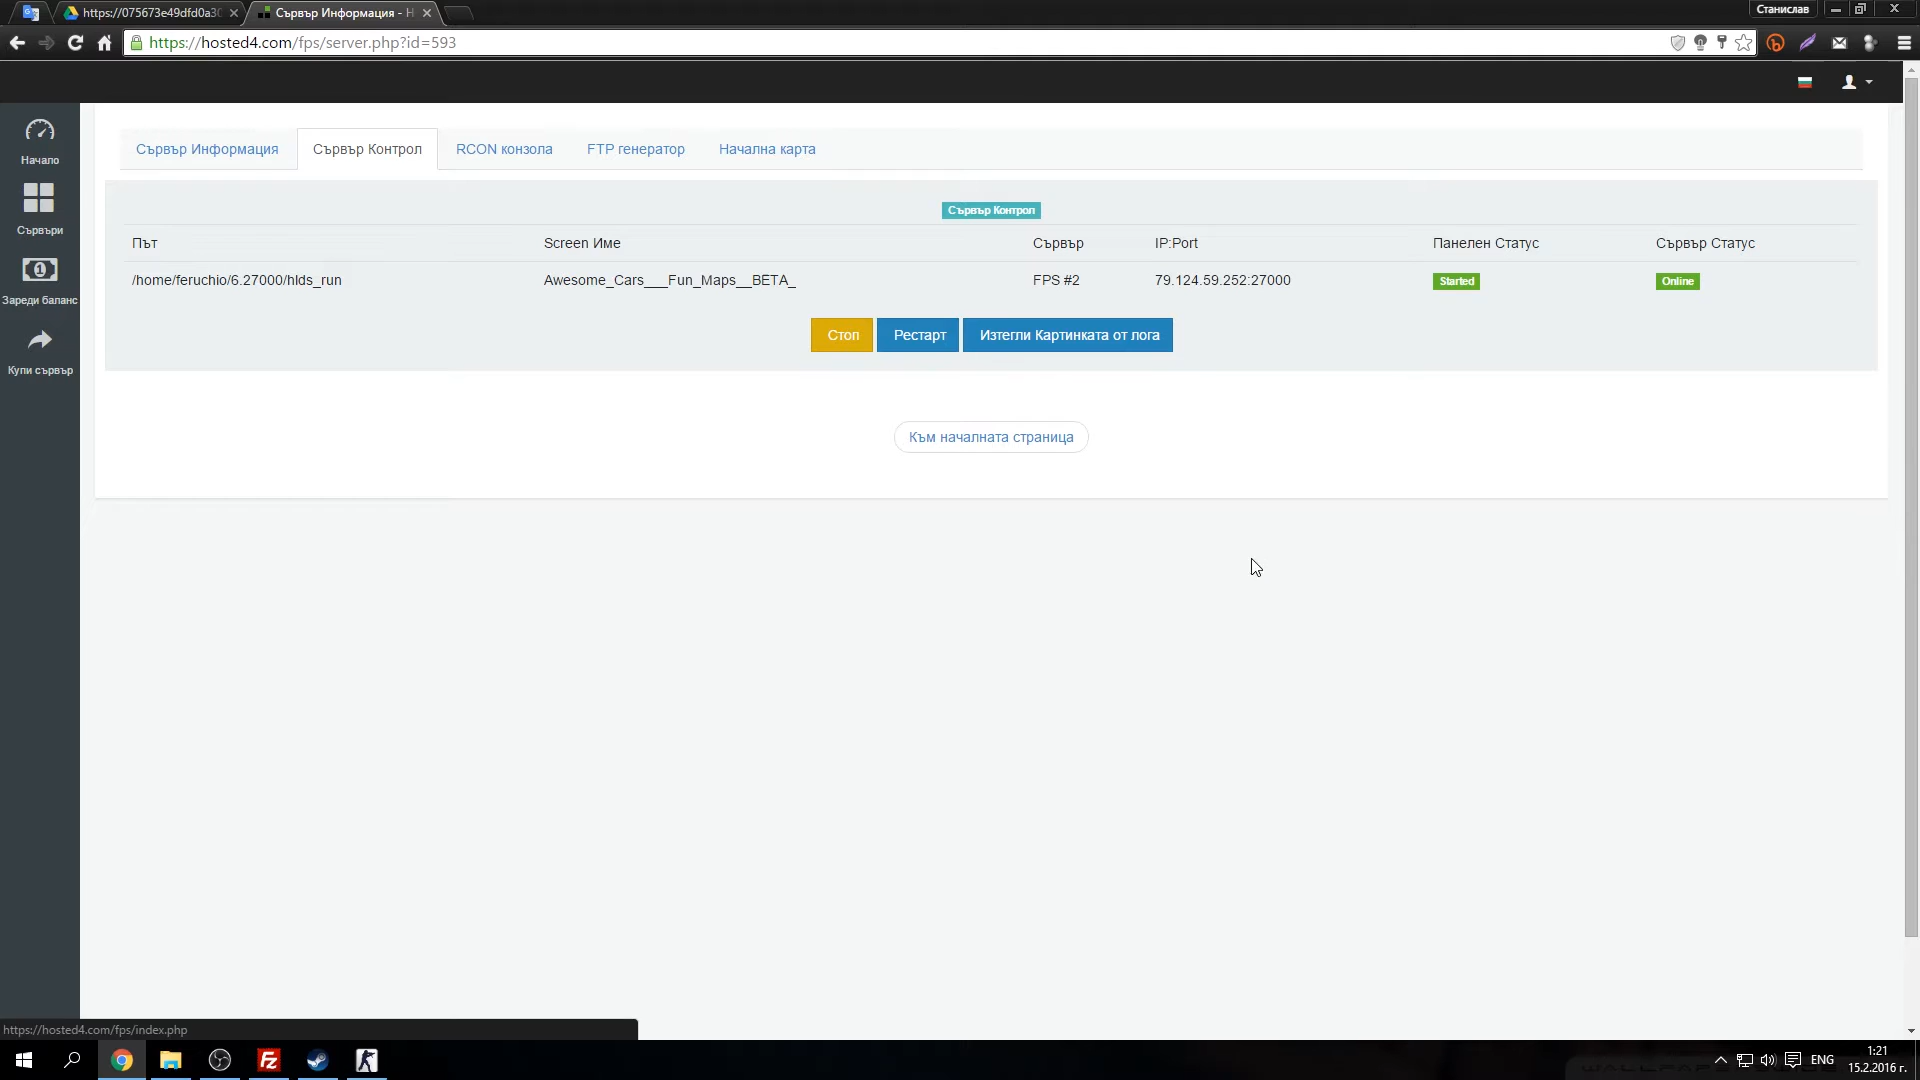 https://075673e49dfd0a30
Сървър Информация - H
Станислав
https://hosted4.com/fps/server.php?id=593
Начало
Сървъри
Зареди баланс
Купи сървър
Сървър Информация
Сървър Контрол
RCON конзола
FTP генератор
Начална карта
Сървър Контрол
Път Screen Име Сървър IP:Port Панелен Статус Сървър Статус
/home/feruchio/6.27000/hlds_run Awesome_Cars___Fun_Maps__BETA_ FPS #2 79.124.59.252:27000 Started Online
Стоп Рестарт Изтегли Картинката от лога
Към началната страница
https://hosted4.com/fps/index.php
ENG
1:21
15.2.2016 г.